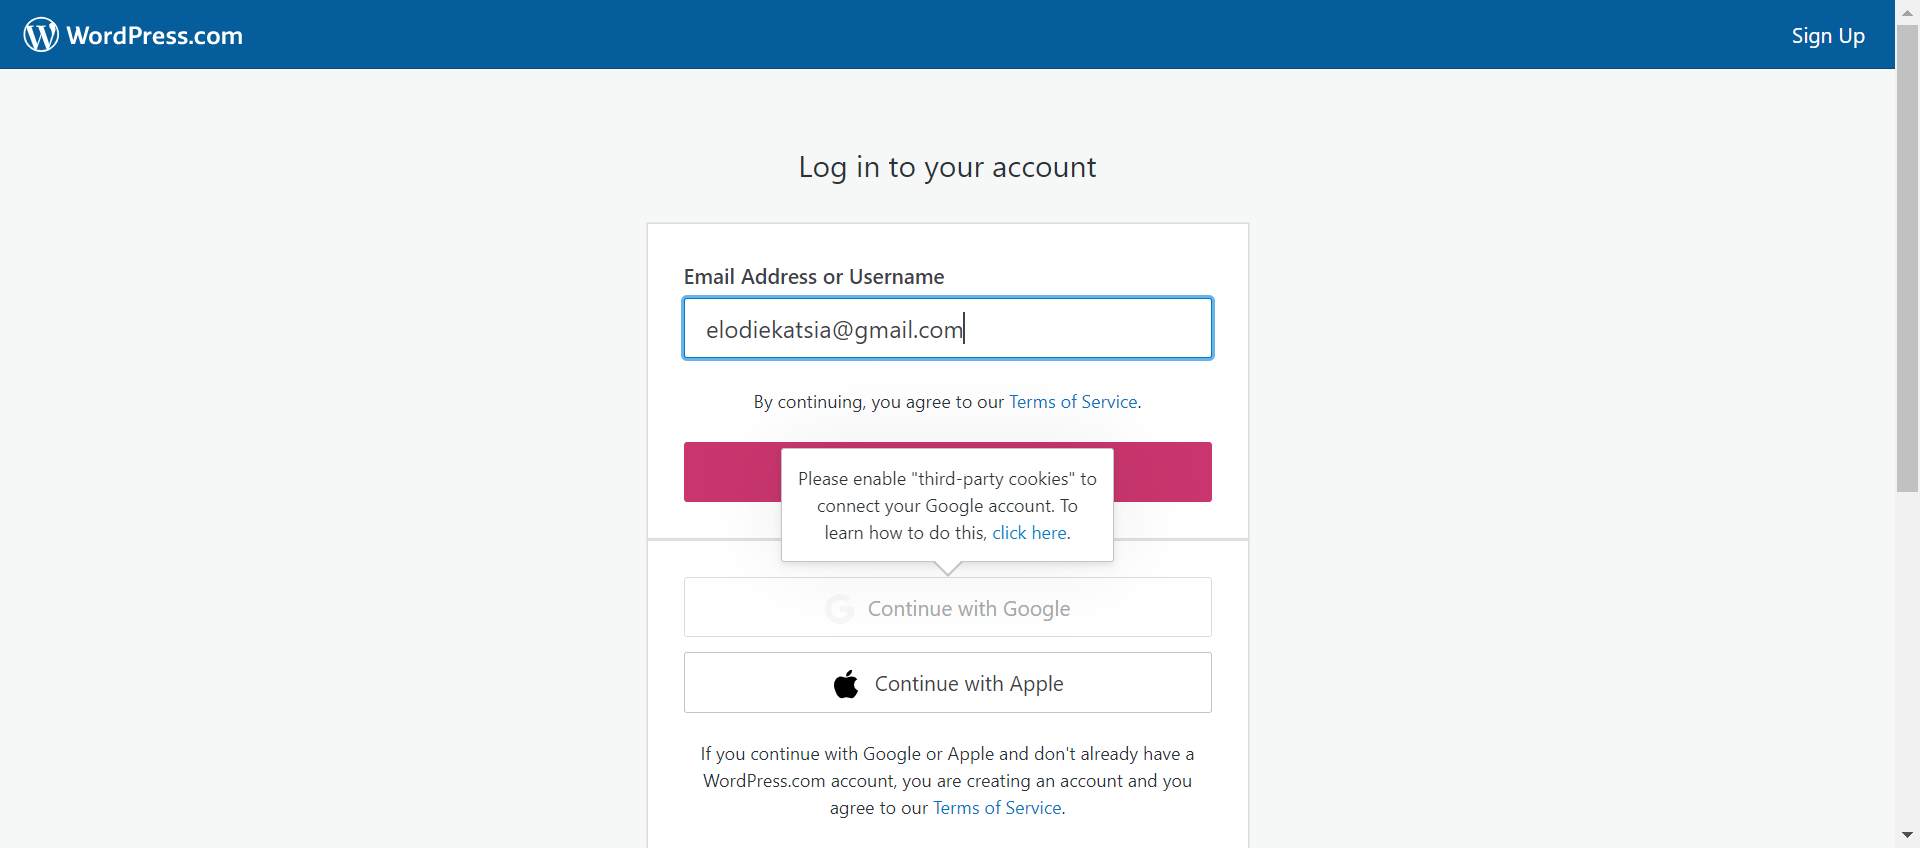 WordPress.com
Sign Up
Log in to your account
Email Address or Username
elodiekatsia@gmail.com
By continuing, you agree to our Terms of Service.
Please enable "third-party cookies" to
connect your Google account. To
learn how to do this, click here.
Continue with Google
Continue with Apple
If you continue with Google or Apple and don't already have a
WordPress.com account, you are creating an account and you
agree to our Terms of Service.